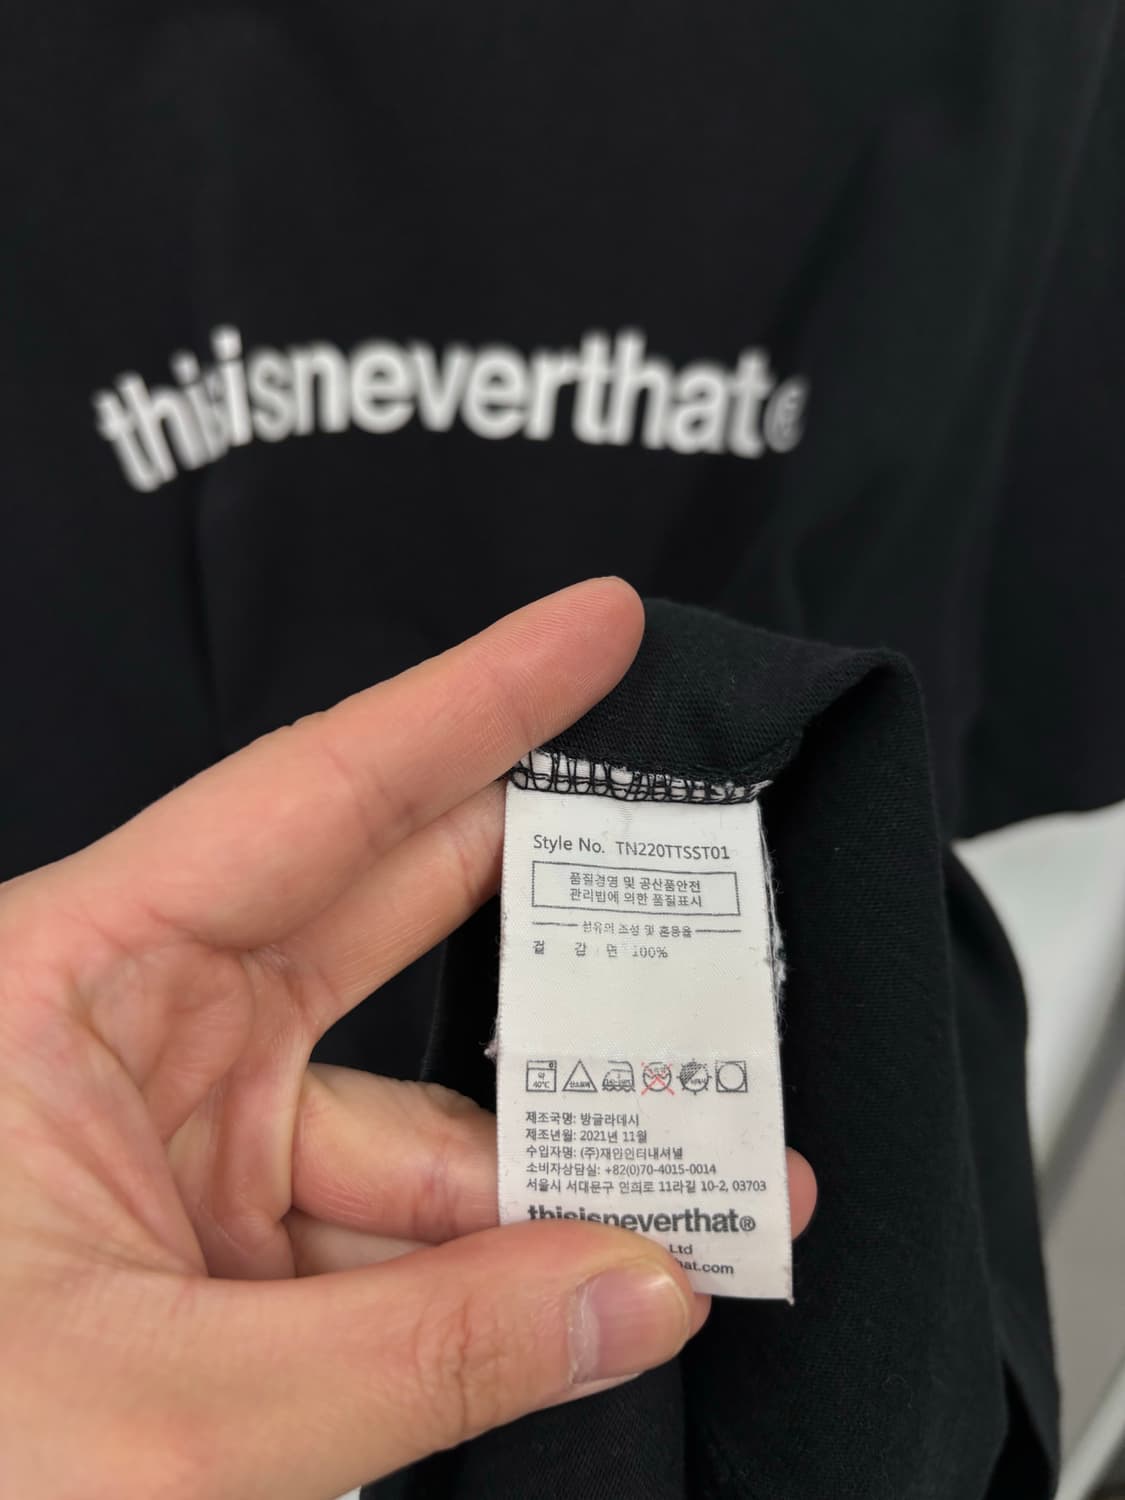 thisisneverthat®
Style No. TN220TTSST01
품질경영 및 공산품안전
관리법에 의한 품질표시
섬유의 조성 및 혼용율
겉 감 면 100%
약
40℃
제조국명: 방글라데시
제조년월: 2021년 11월
수입자명: (주)재인인터내셔널
소비자상담실: +82(0)70-4015-0014
서울시 서대문구 연희로 11라길 10-2, 03703
thisisneverthat®
Ltd
hat.com